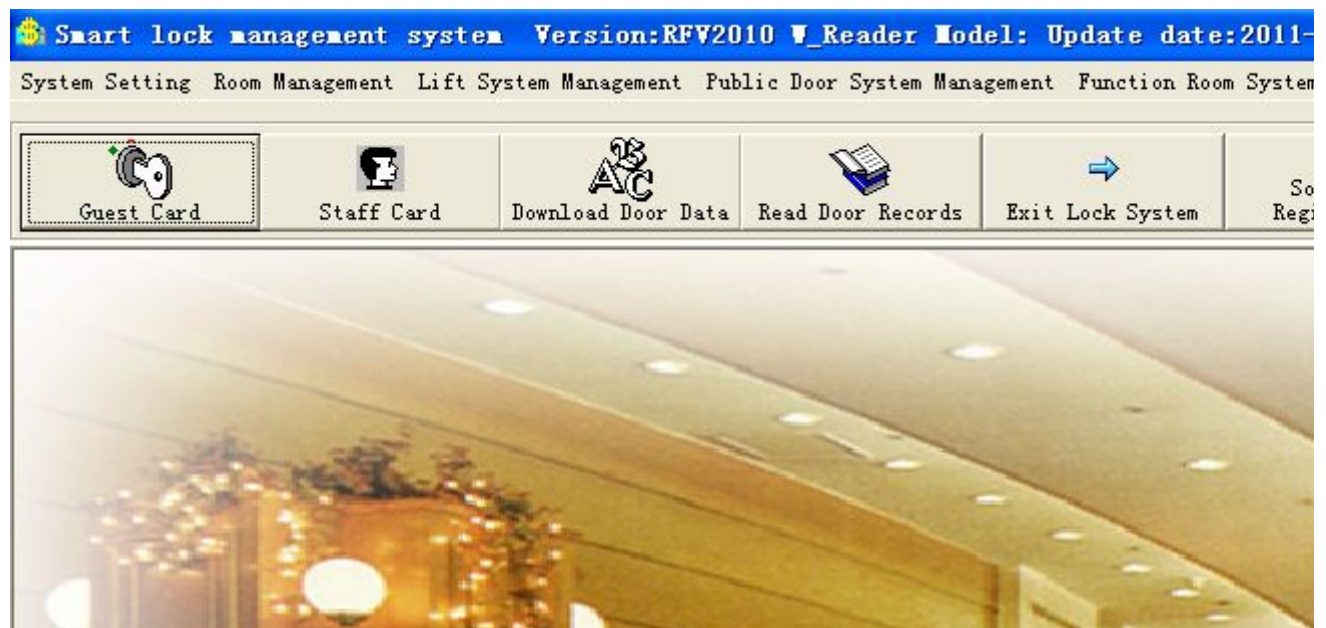 Smart lock management system Version:RFV2010 V_Reader Model: Update date:2011-
System Setting Room Management Lift System Management Public Door System Management Function Room System
Guest Card Staff Card Download Door Data Read Door Records Exit Lock System